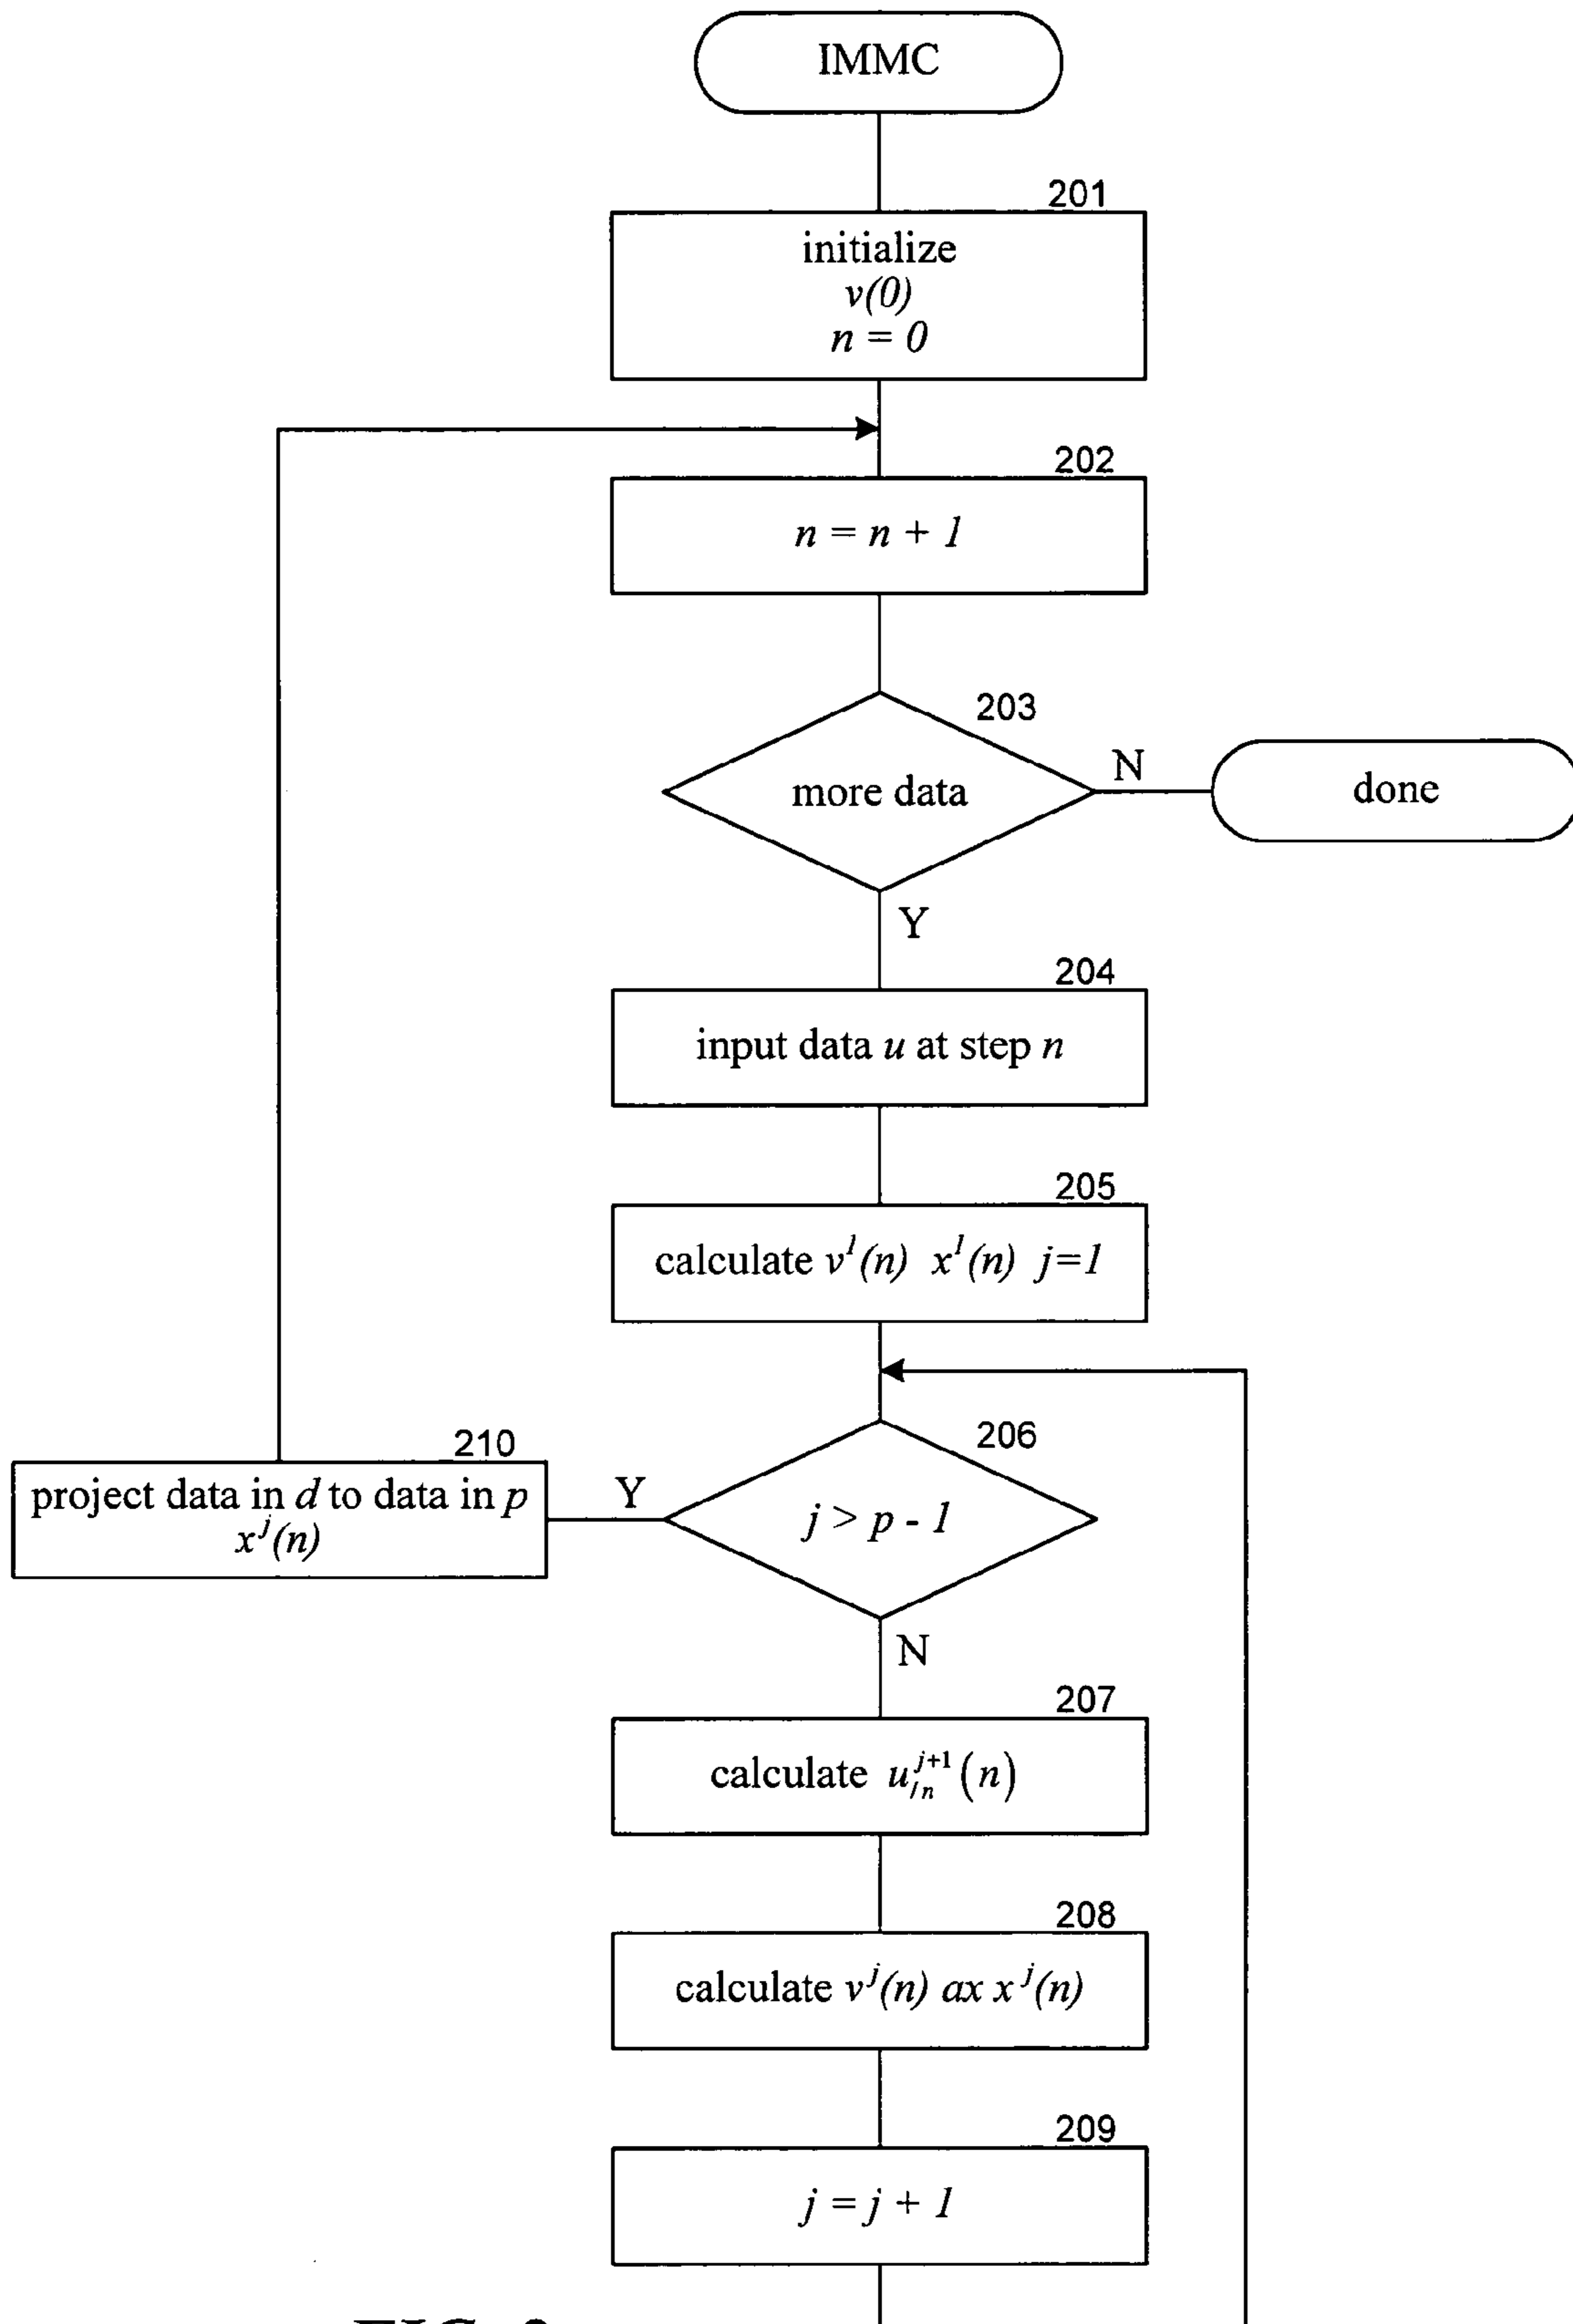 IMMC
201
initialize
v(0)
n = 0
202
n = n + 1
203
more data
N
done
Y
204
input data u at step n
205
calculate v¹(n) x¹(n) j=1
206
j > p - 1
Y
210
project data in d to data in p
xʲ(n)
N
207
calculate u_{in}^{j+1}(n)
208
calculate vʲ(n) ax xʲ(n)
209
j = j + 1